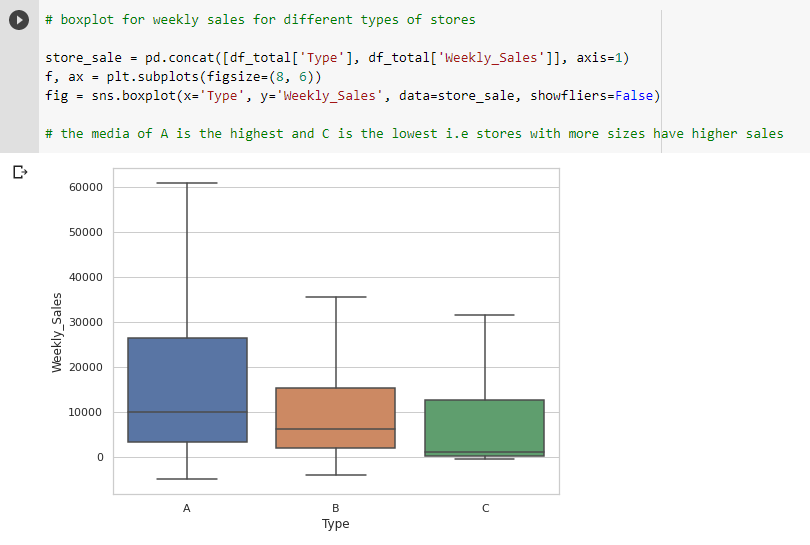 # boxplot for weekly sales for different types of stores
store_sale = pd.concat([df_total['Type'], df_total['Weekly_Sales']], axis=1)
f, ax = plt.subplots(figsize=(8, 6))
fig = sns.boxplot(x='Type', y='Weekly_Sales', data=store_sale, showfliers=False)
# the media of A is the highest and C is the lowest i.e stores with more sizes have higher sales
60000
50000
40000
30000
20000
10000
0
Weekly_Sales
A B C
Type